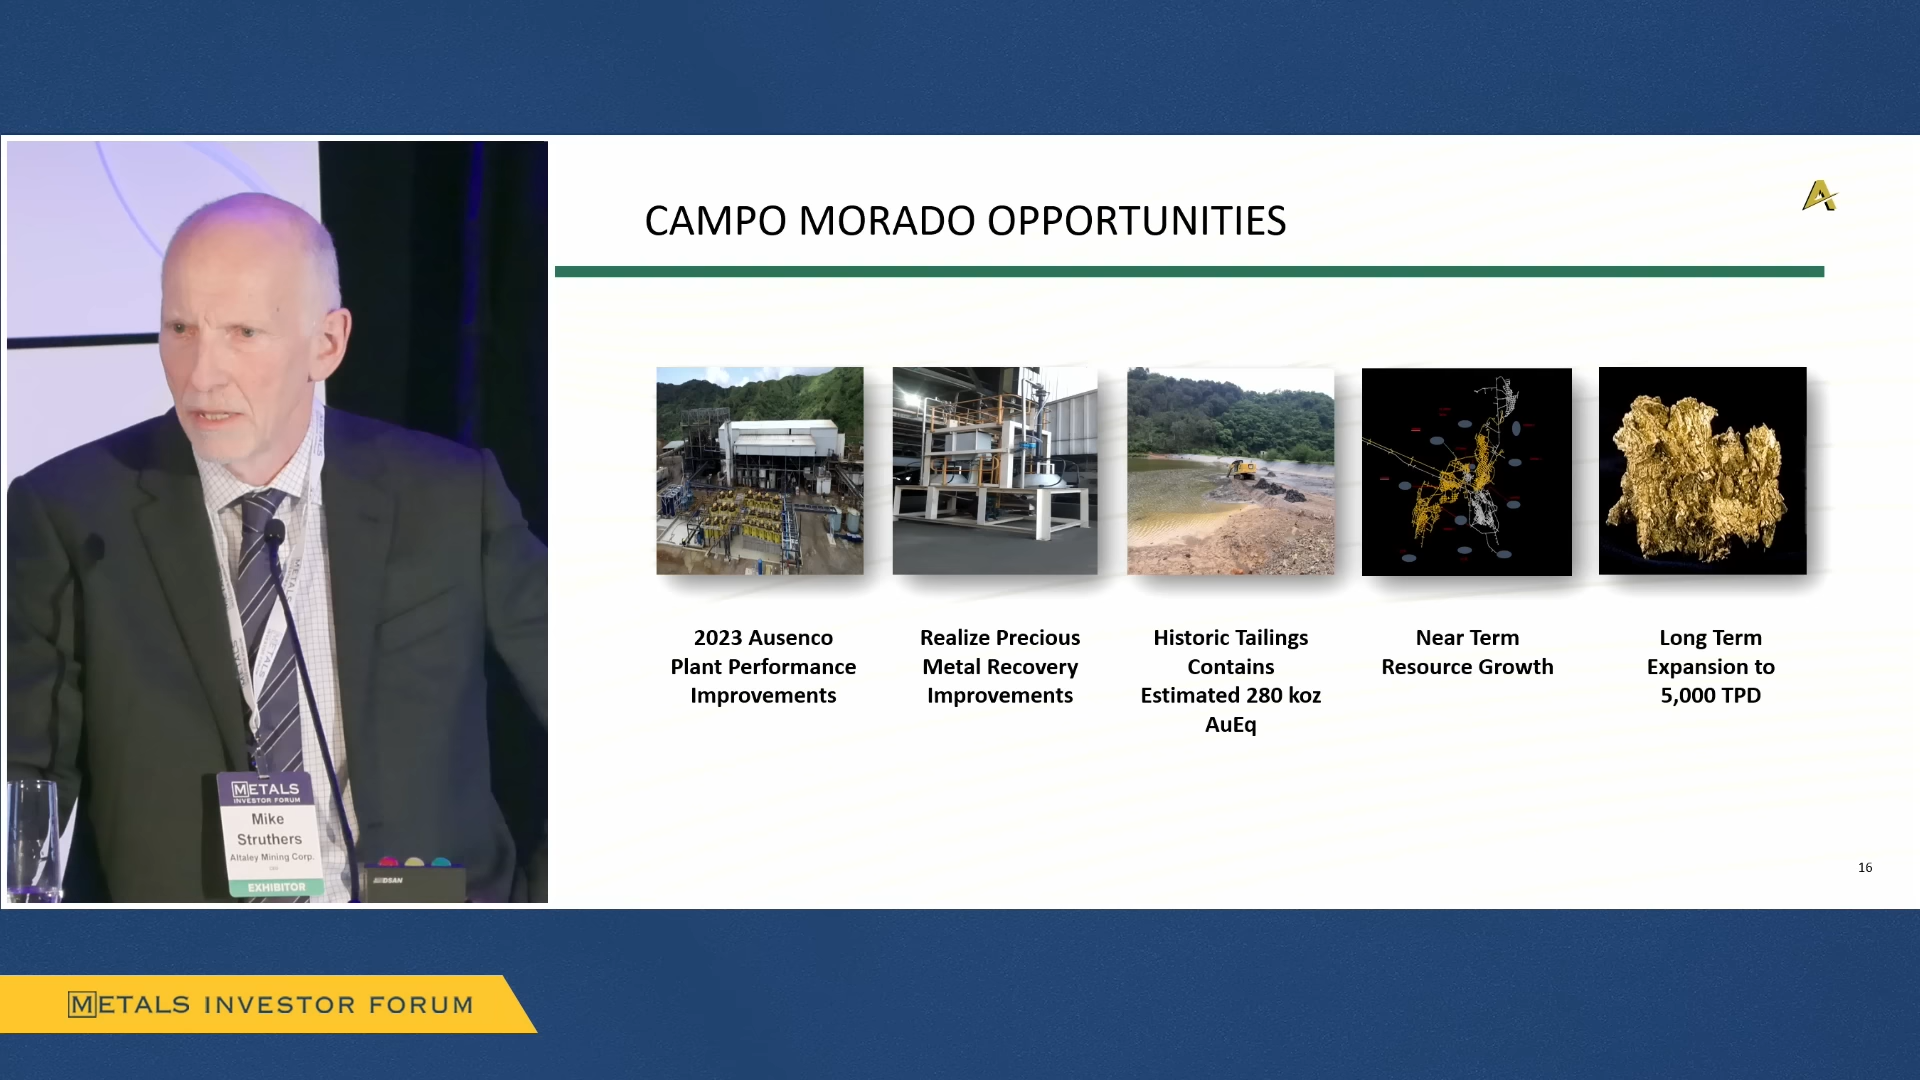 CAMPO MORADO OPPORTUNITIES
2023 Ausenco
Plant Performance
Improvements
Realize Precious
Metal Recovery
Improvements
Historic Tailings
Contains
Estimated 280 koz
AuEq
Near Term
Resource Growth
Long Term
Expansion to
5,000 TPD
16
METALS
INVESTOR FORUM
Mike
Struthers
Altaley Mining Corp.
EXHIBITOR
METALS INVESTOR FORUM